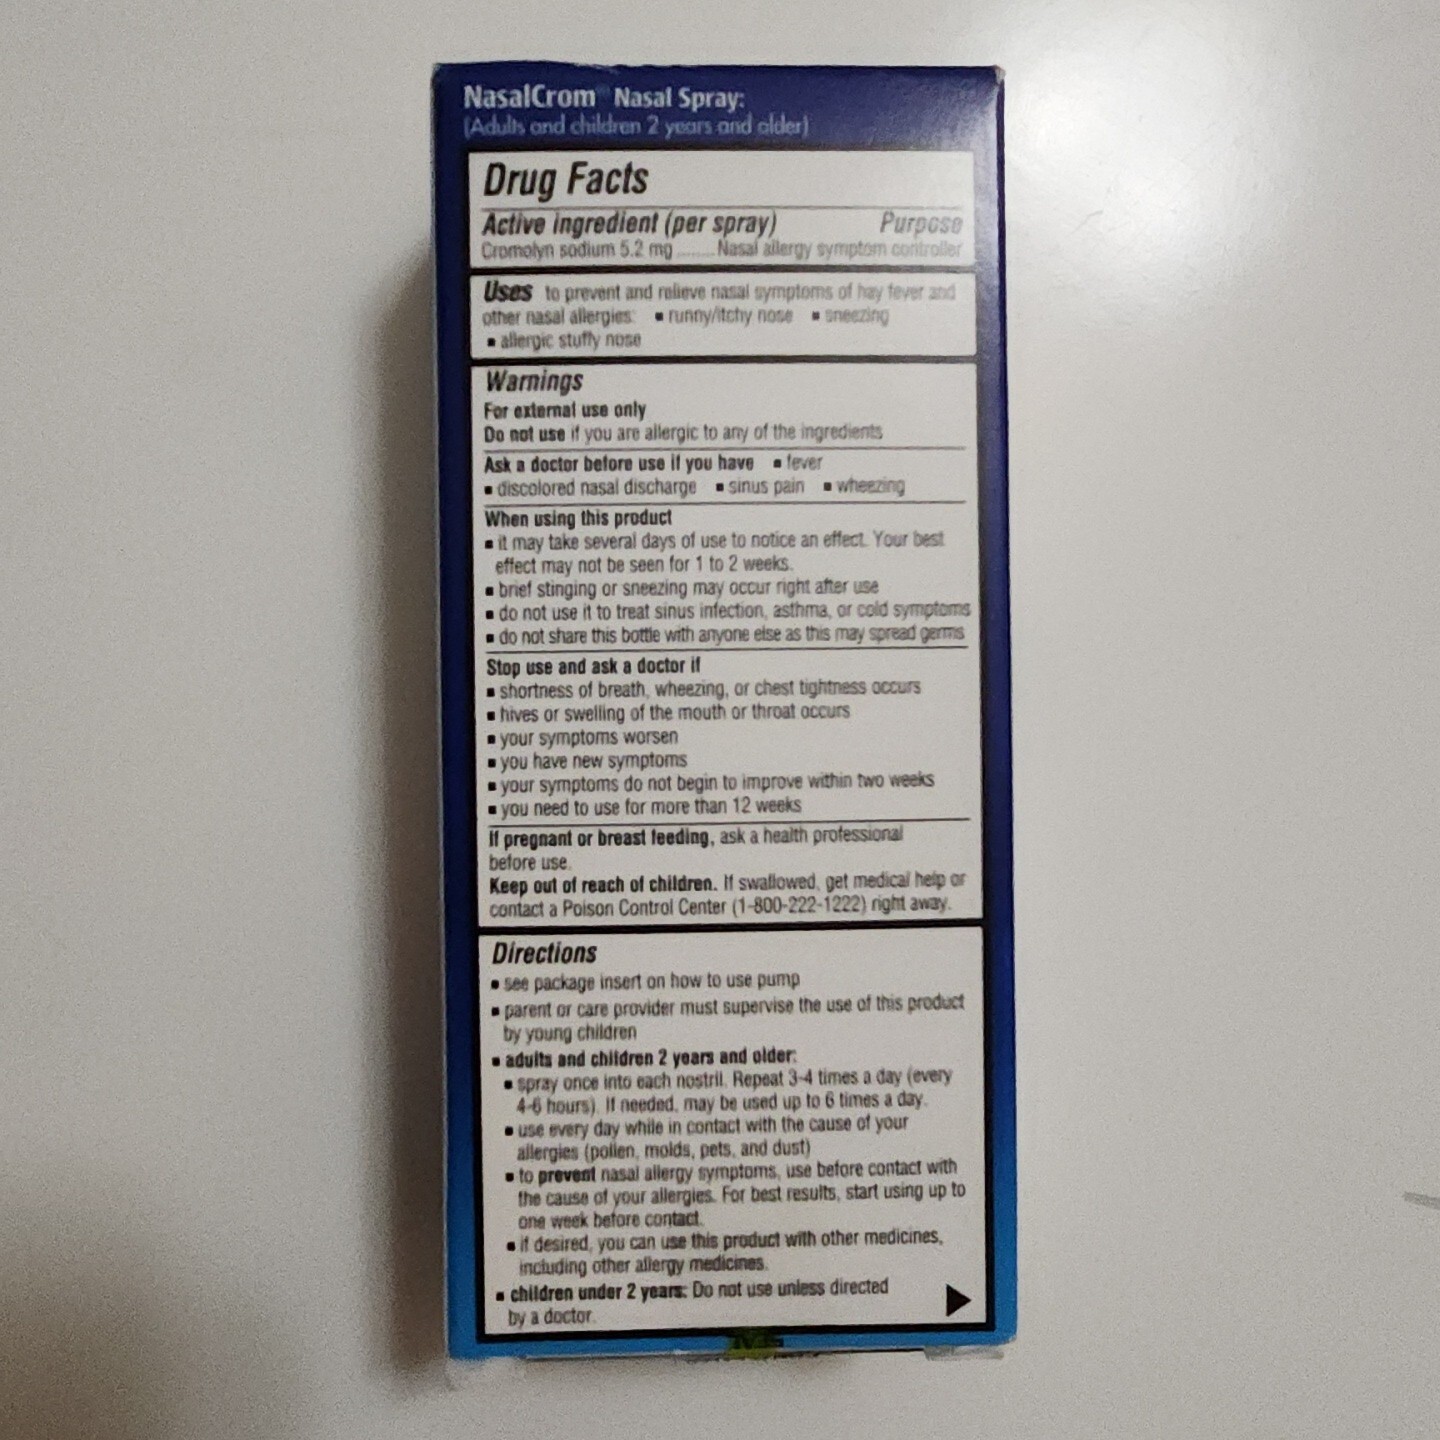 NasalCrom Nasal Spray:
(Adults and children 2 years and older)
Drug Facts
Active ingredient (per spray) Purpose
Cromolyn sodium 5.2 mg ........ Nasal allergy symptom controller
Uses to prevent and relieve nasal symptoms of hay fever and
other nasal allergies: ▪ runny/itchy nose ▪ sneezing
▪ allergic stuffy nose
Warnings
For external use only
Do not use if you are allergic to any of the ingredients
Ask a doctor before use if you have ▪ fever
▪ discolored nasal discharge ▪ sinus pain ▪ wheezing
When using this product
▪ it may take several days of use to notice an effect. Your best
effect may not be seen for 1 to 2 weeks.
▪ brief stinging or sneezing may occur right after use
▪ do not use it to treat sinus infection, asthma, or cold symptoms
▪ do not share this bottle with anyone else as this may spread germs
Stop use and ask a doctor if
▪ shortness of breath, wheezing, or chest tightness occurs
▪ hives or swelling of the mouth or throat occurs
▪ your symptoms worsen
▪ you have new symptoms
▪ your symptoms do not begin to improve within two weeks
▪ you need to use for more than 12 weeks
If pregnant or breast feeding, ask a health professional
before use.
Keep out of reach of children. If swallowed, get medical help or
contact a Poison Control Center (1-800-222-1222) right away.
Directions
▪ see package insert on how to use pump
▪ parent or care provider must supervise the use of this product
by young children
▪ adults and children 2 years and older:
▪ spray once into each nostril. Repeat 3-4 times a day (every
4-6 hours). If needed, may be used up to 6 times a day.
▪ use every day while in contact with the cause of your
allergies (pollen, molds, pets, and dust)
▪ to prevent nasal allergy symptoms, use before contact with
the cause of your allergies. For best results, start using up to
one week before contact.
▪ if desired, you can use this product with other medicines,
including other allergy medicines.
▪ children under 2 years: Do not use unless directed
by a doctor.